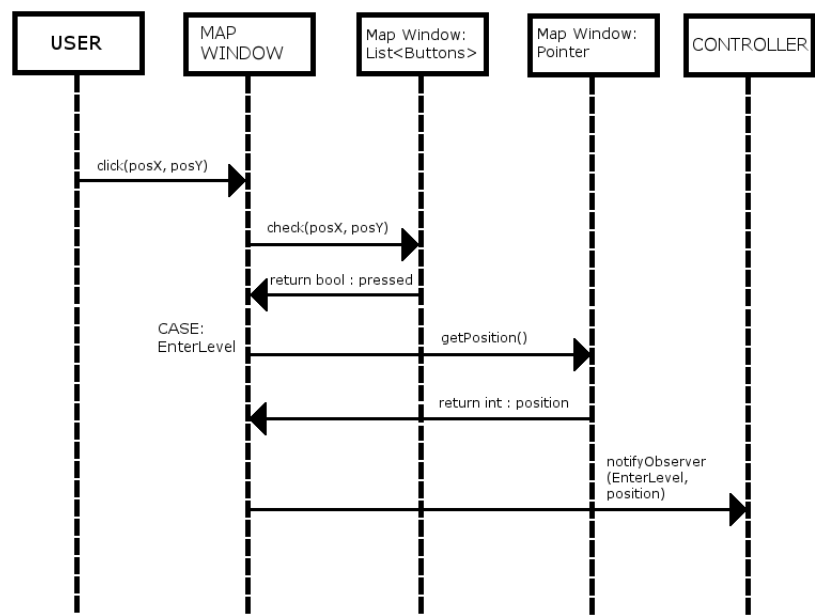 USER
MAP
WINDOW
Map Window:
List<Buttons>
Map Window:
Pointer
CONTROLLER
click(posX, posY)
check(posX, posY)
return bool : pressed
CASE:
EnterLevel
getPosition()
return int : position
notifyObserver
(EnterLevel,
position)